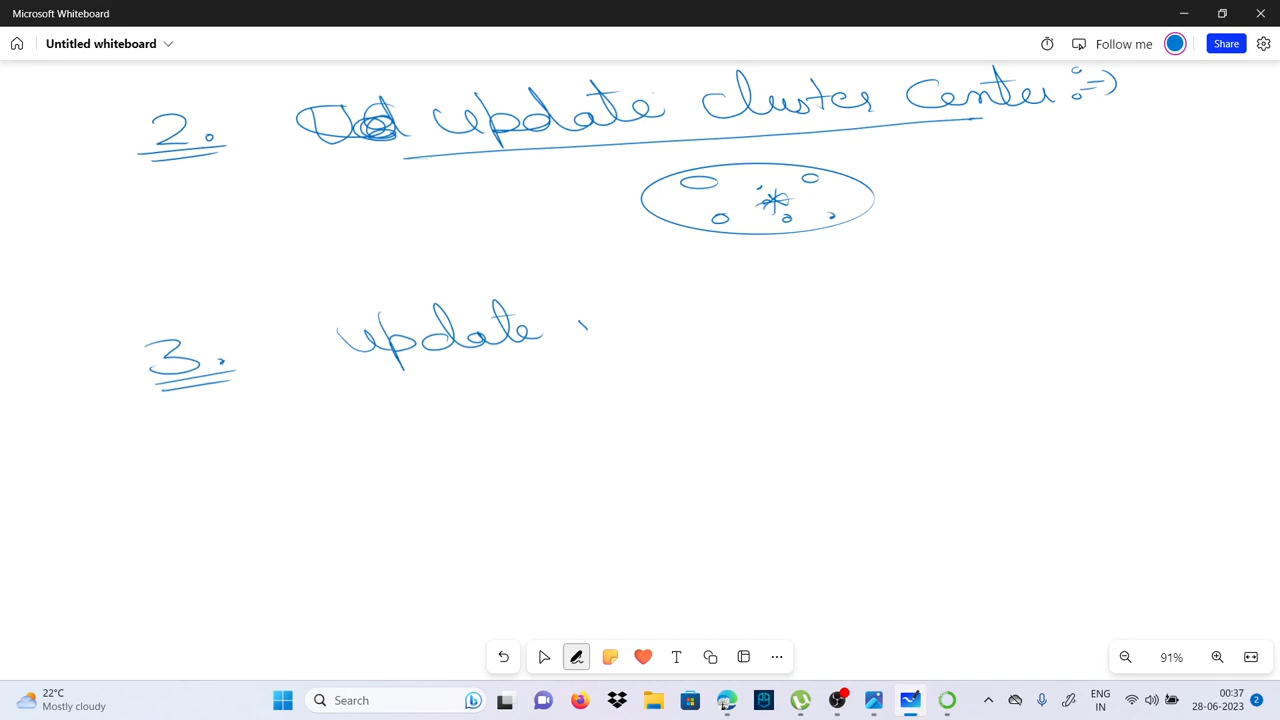 Microsoft Whiteboard
Untitled whiteboard
Follow me
Share
2. update cluster center :=)
3. update
91%
22°C
Mostly cloudy
Search
ENG
IN
00:37
28-06-2023
2